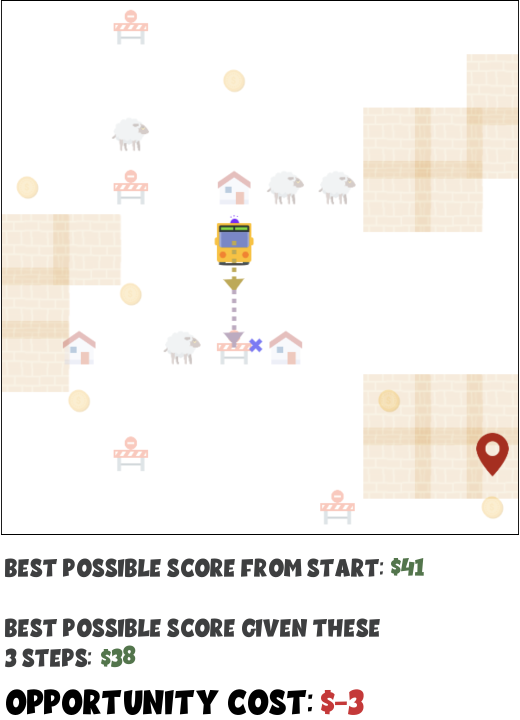 BEST POSSIBLE SCORE FROM START: $41
BEST POSSIBLE SCORE GIVEN THESE
3 STEPS: $38
OPPORTUNITY COST: $-3